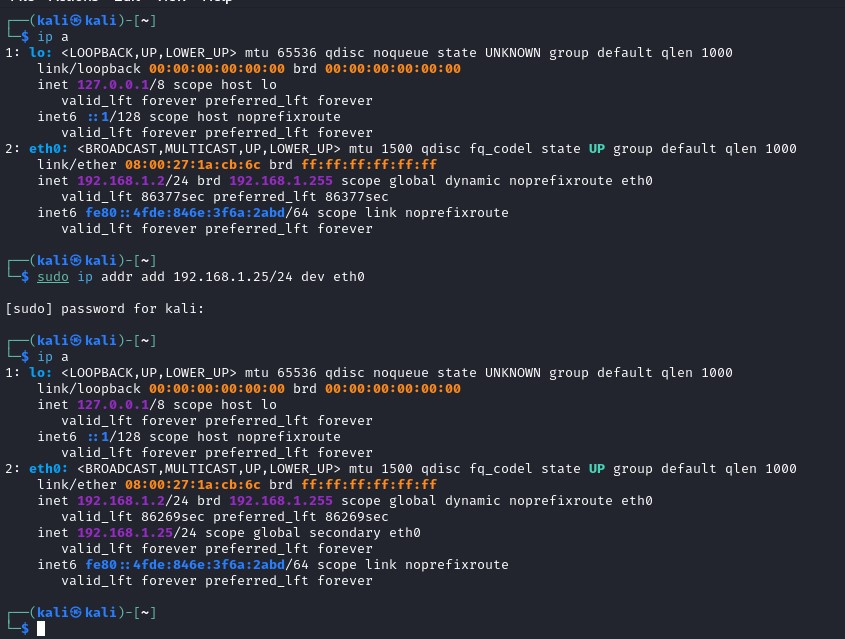 ┌──(kali㉿kali)-[~]
└─$ ip a
1: lo: <LOOPBACK,UP,LOWER_UP> mtu 65536 qdisc noqueue state UNKNOWN group default qlen 1000
    link/loopback 00:00:00:00:00:00 brd 00:00:00:00:00:00
    inet 127.0.0.1/8 scope host lo
       valid_lft forever preferred_lft forever
    inet6 ::1/128 scope host noprefixroute
       valid_lft forever preferred_lft forever
2: eth0: <BROADCAST,MULTICAST,UP,LOWER_UP> mtu 1500 qdisc fq_codel state UP group default qlen 1000
    link/ether 08:00:27:1a:cb:6c brd ff:ff:ff:ff:ff:ff
    inet 192.168.1.2/24 brd 192.168.1.255 scope global dynamic noprefixroute eth0
       valid_lft 86377sec preferred_lft 86377sec
    inet6 fe80::4fde:846e:3f6a:2abd/64 scope link noprefixroute
       valid_lft forever preferred_lft forever

┌──(kali㉿kali)-[~]
└─$ sudo ip addr add 192.168.1.25/24 dev eth0

[sudo] password for kali:

┌──(kali㉿kali)-[~]
└─$ ip a
1: lo: <LOOPBACK,UP,LOWER_UP> mtu 65536 qdisc noqueue state UNKNOWN group default qlen 1000
    link/loopback 00:00:00:00:00:00 brd 00:00:00:00:00:00
    inet 127.0.0.1/8 scope host lo
       valid_lft forever preferred_lft forever
    inet6 ::1/128 scope host noprefixroute
       valid_lft forever preferred_lft forever
2: eth0: <BROADCAST,MULTICAST,UP,LOWER_UP> mtu 1500 qdisc fq_codel state UP group default qlen 1000
    link/ether 08:00:27:1a:cb:6c brd ff:ff:ff:ff:ff:ff
    inet 192.168.1.2/24 brd 192.168.1.255 scope global dynamic noprefixroute eth0
       valid_lft 86269sec preferred_lft 86269sec
    inet 192.168.1.25/24 scope global secondary eth0
       valid_lft forever preferred_lft forever
    inet6 fe80::4fde:846e:3f6a:2abd/64 scope link noprefixroute
       valid_lft forever preferred_lft forever

┌──(kali㉿kali)-[~]
└─$